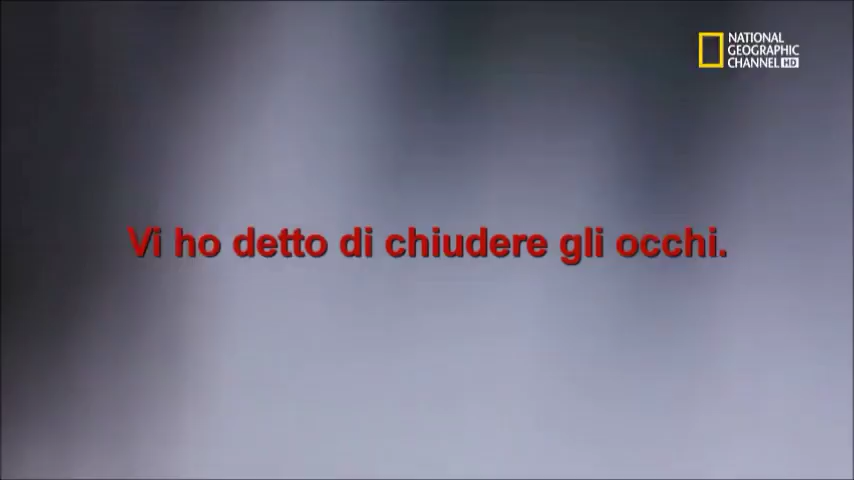 NATIONAL
GEOGRAPHIC
CHANNEL HD
Vi ho detto di chiudere gli occhi.